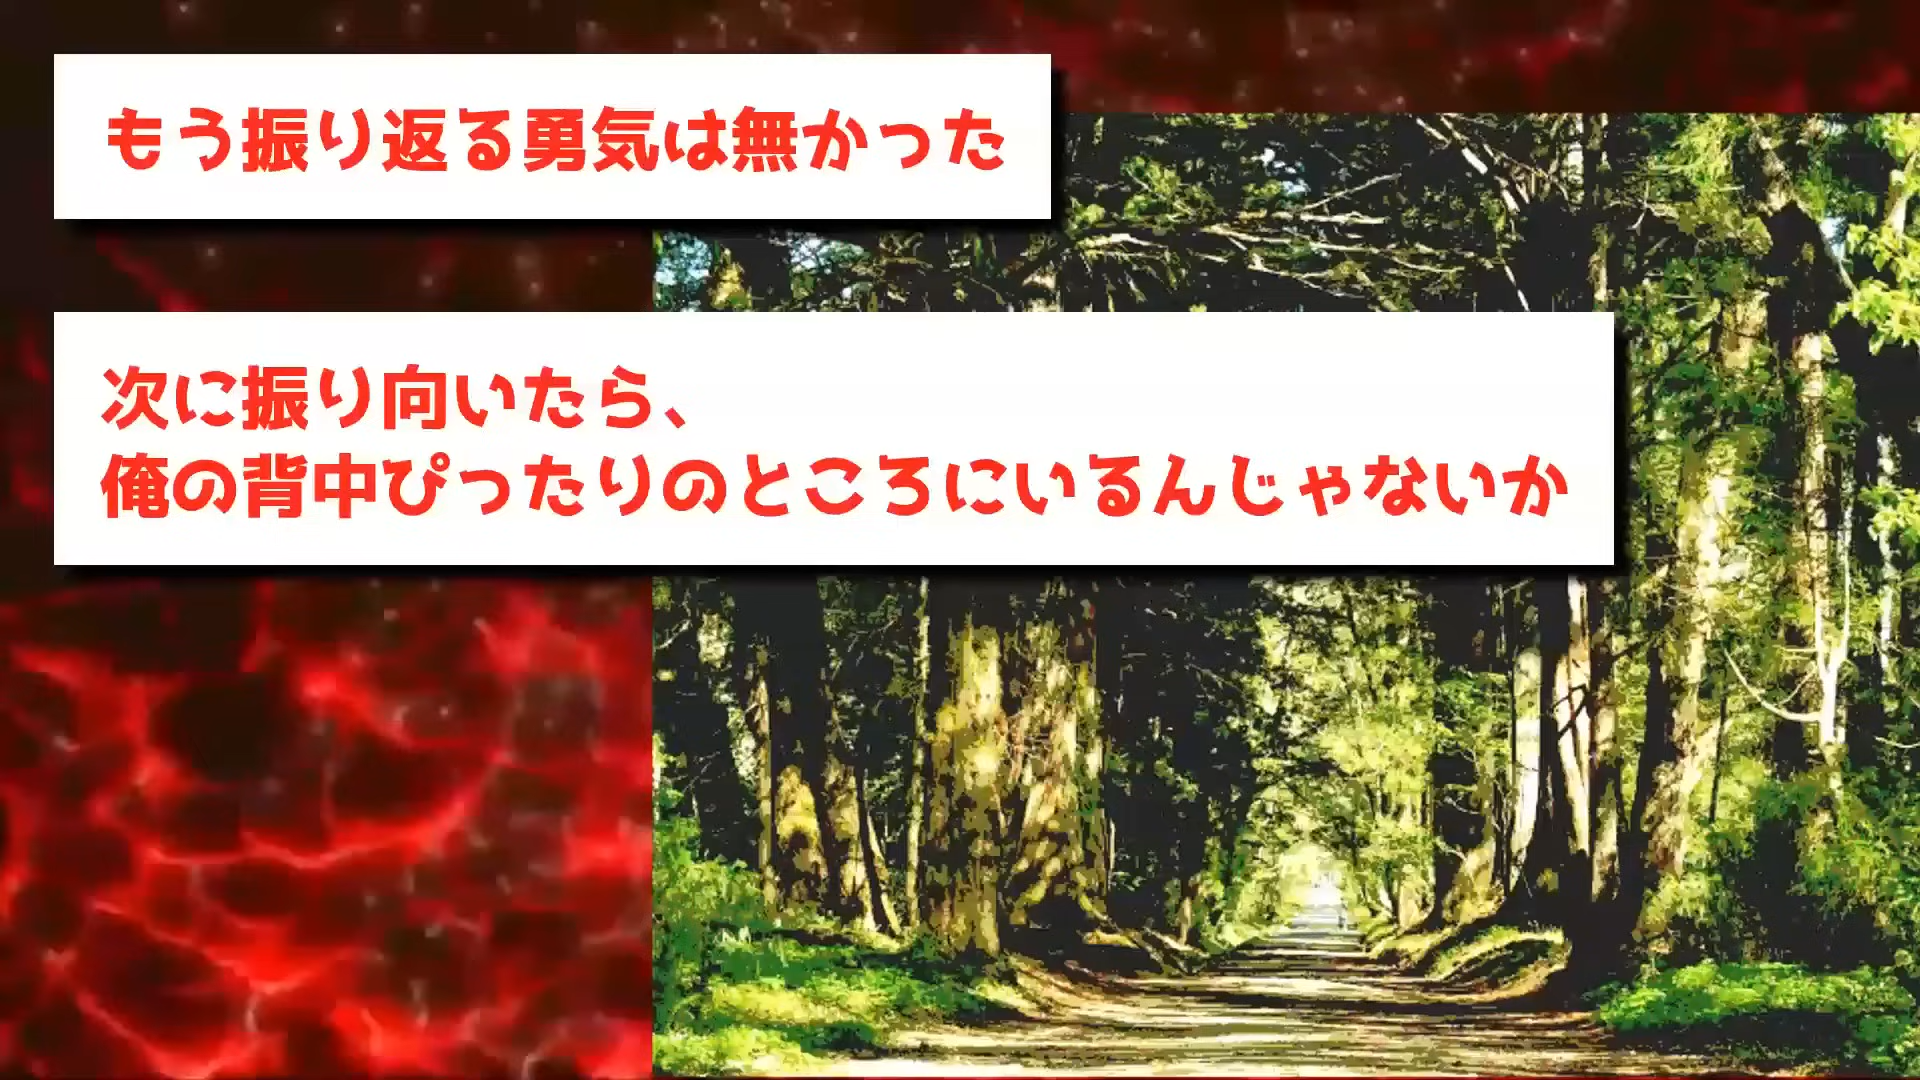 もう振り返る勇気は無かった
次に振り向いたら、
俺の背中ぴったりのところにいるんじゃないか